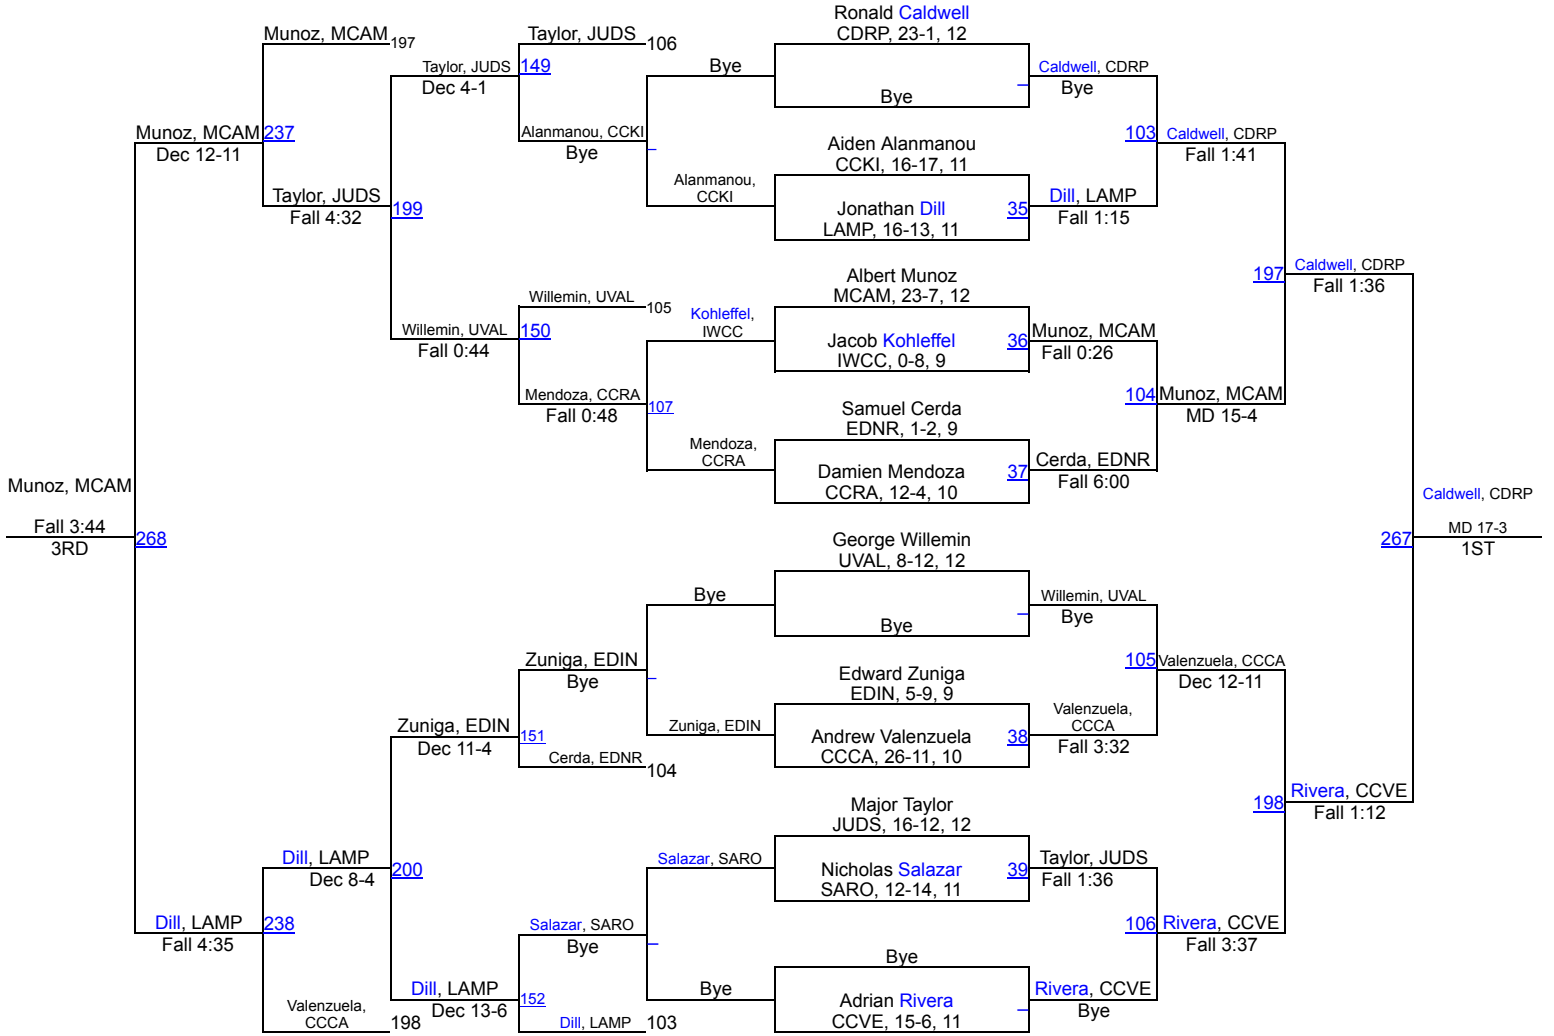 Munoz, MCAM
197
Munoz, MCAM
237
Dec 12-11
Taylor, JUDS
Fall 4:32
199
Taylor, JUDS
149
Dec 4-1
Taylor, JUDS
106
Alanmanou, CCKI
Bye
Bye
Alanmanou,
CCKI
Willemin, UVAL
150
Fall 0:44
Willemin, UVAL
105
Mendoza, CCRA
107
Fall 0:48
Kohleffel,
IWCC
Mendoza,
CCRA
Munoz, MCAM
Fall 3:44
3RD
268
Ronald Caldwell
CDRP, 23-1, 12
Bye
Aiden Alanmanou
CCKI, 16-17, 11
Jonathan Dill
35
LAMP, 16-13, 11
Albert Munoz
MCAM, 23-7, 12
Jacob Kohleffel
36
IWCC, 0-8, 9
Samuel Cerda
EDNR, 1-2, 9
Damien Mendoza
37
CCRA, 12-4, 10
George Willemin
UVAL, 8-12, 12
Bye
Edward Zuniga
EDIN, 5-9, 9
Andrew Valenzuela
38
CCCA, 26-11, 10
Major Taylor
JUDS, 16-12, 12
Nicholas Salazar
39
SARO, 12-14, 11
Bye
Adrian Rivera
CCVE, 15-6, 11
Caldwell, CDRP
Bye
103
Dill, LAMP
Fall 1:15
Caldwell, CDRP
Fall 1:41
Munoz, MCAM
Fall 0:26
104
Munoz, MCAM
MD 15-4
Cerda, EDNR
Fall 6:00
197
Caldwell, CDRP
Fall 1:36
Caldwell, CDRP
267
MD 17-3
1ST
Willemin, UVAL
Bye
105
Valenzuela, CCCA
Dec 12-11
Valenzuela,
CCCA
Fall 3:32
198
Rivera, CCVE
Fall 1:12
Taylor, JUDS
Fall 1:36
106
Rivera, CCVE
Fall 3:37
Rivera, CCVE
Bye
Bye
Zuniga, EDIN
Bye
Zuniga, EDIN
Zuniga, EDIN
151
Dec 11-4
Cerda, EDNR
104
Dill, LAMP
200
Dec 8-4
Salazar, SARO
Salazar, SARO
Bye
Bye
Dill, LAMP
238
Fall 4:35
Dill, LAMP
152
Dec 13-6
Dill, LAMP
103
Valenzuela,
CCCA
198